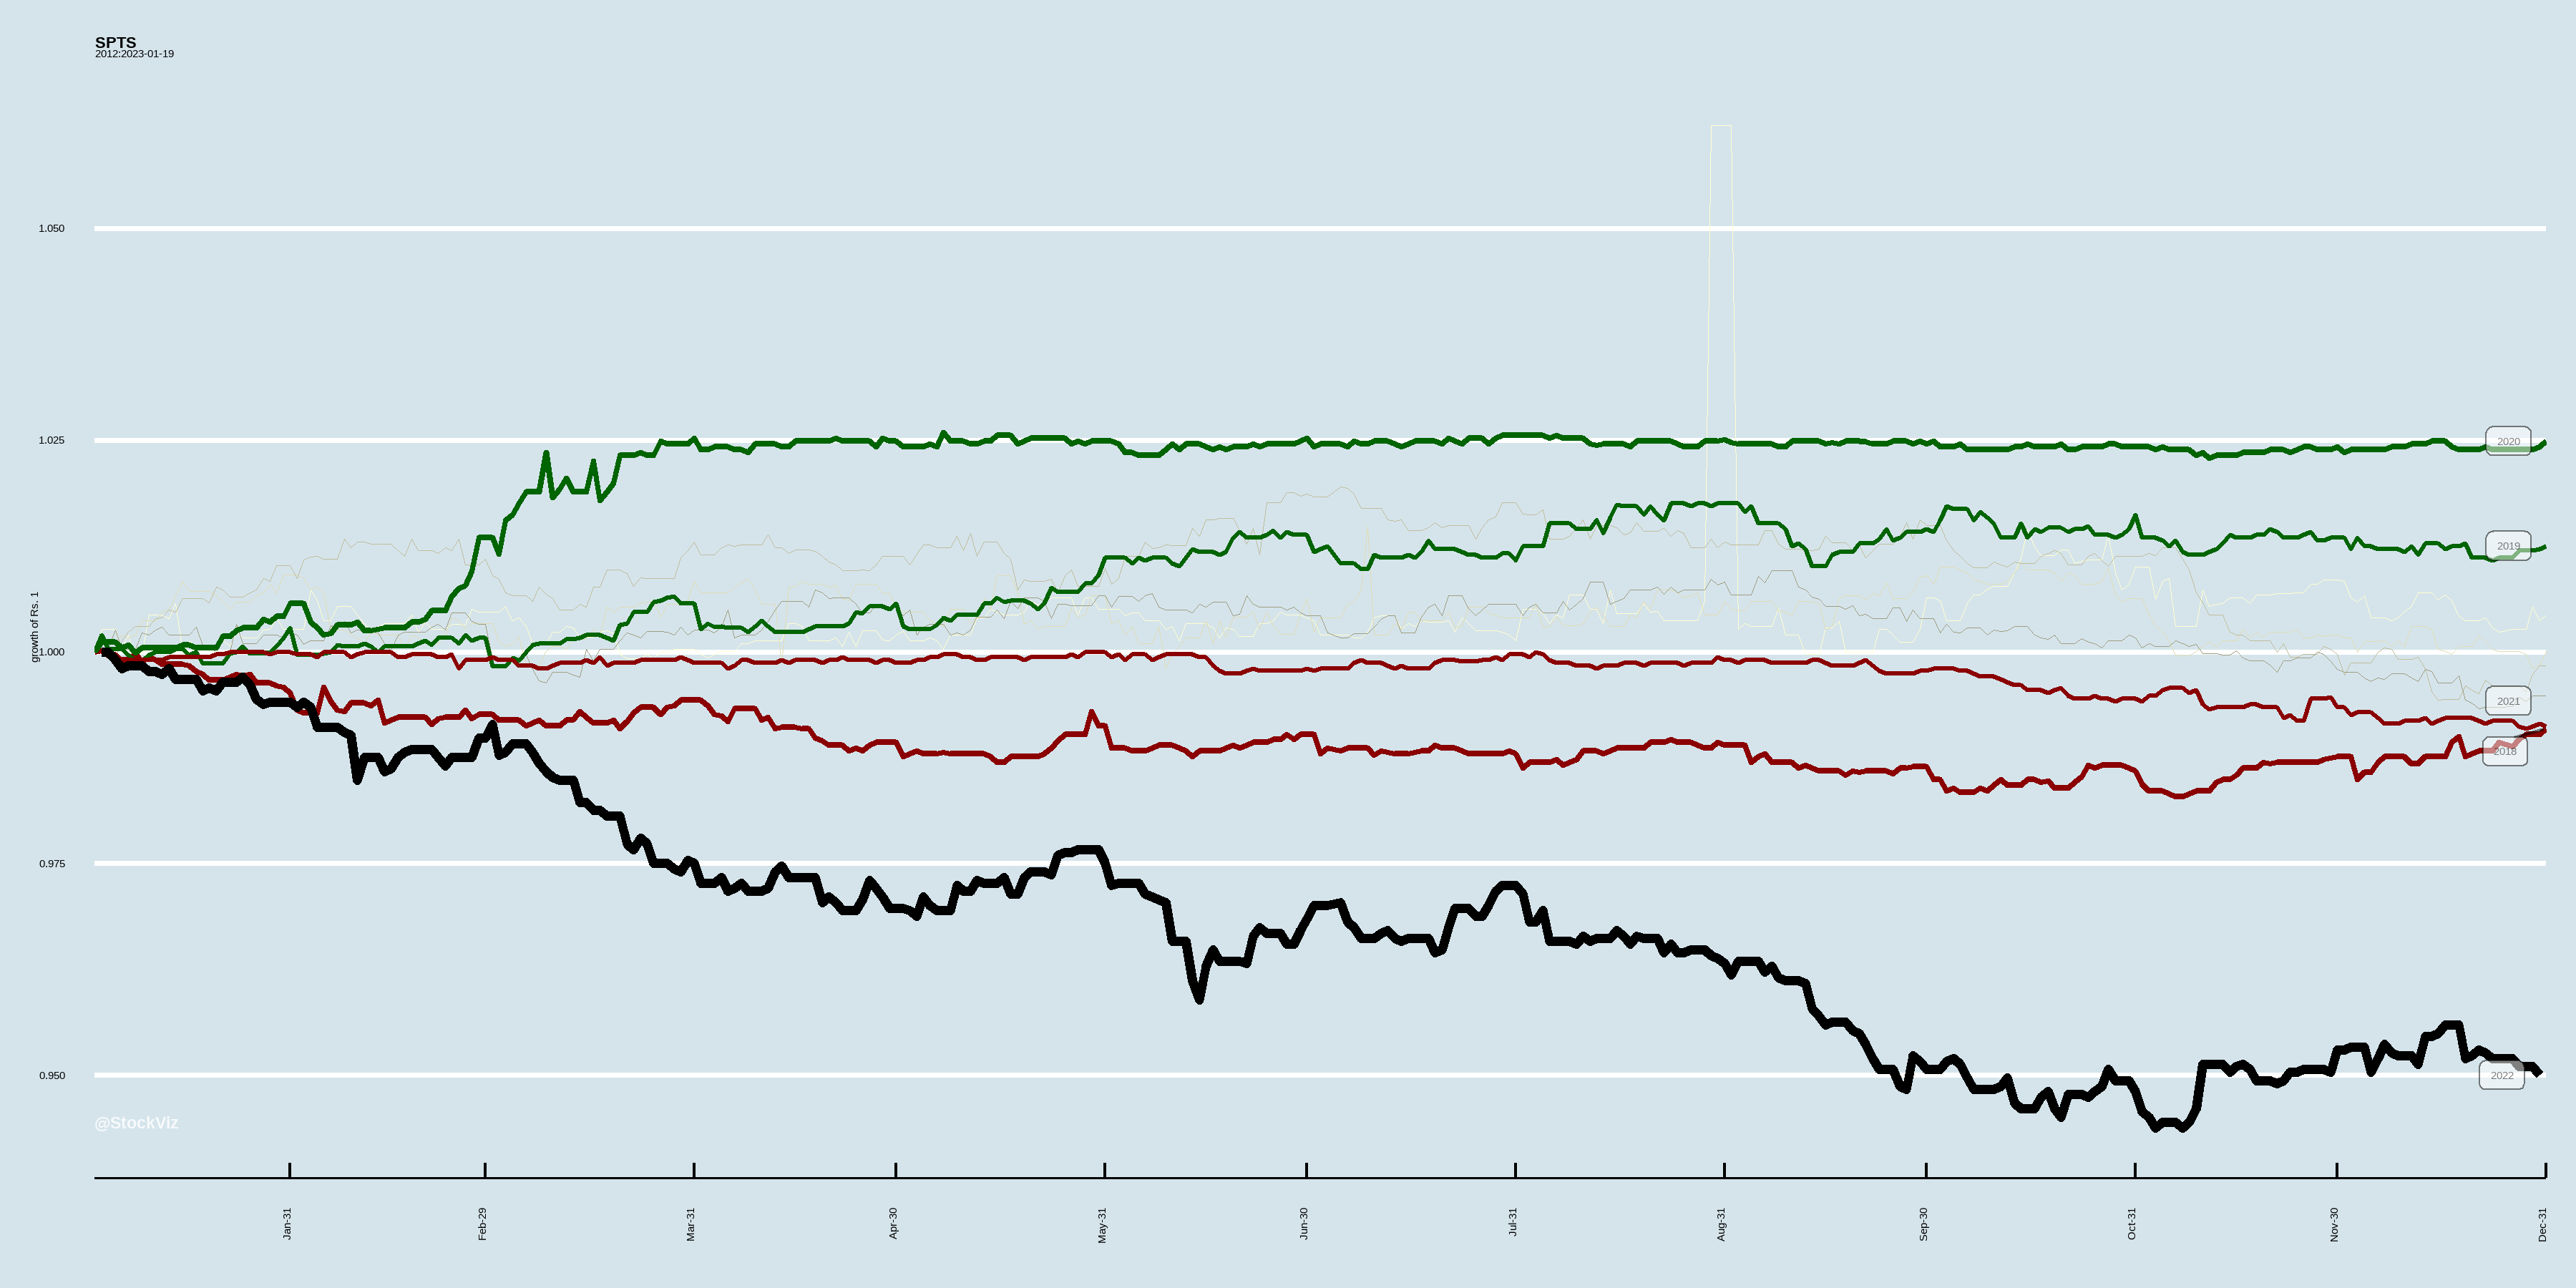 SPTS
2012:2023-01-19
growth of Rs. 1
1.050
1.025
1.000
0.975
0.950
2020
2019
2021
2018
2022
@StockViz
Jan-31
Feb-29
Mar-31
Apr-30
May-31
Jun-30
Jul-31
Aug-31
Sep-30
Oct-31
Nov-30
Dec-31